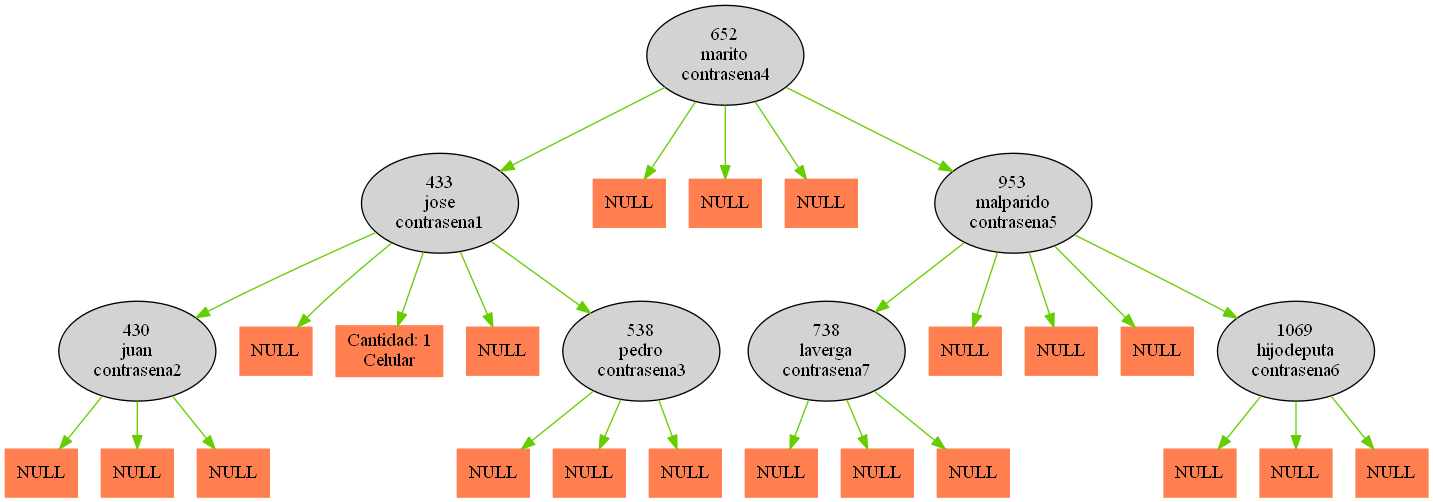 652
marito
contrasena4
433
jose
contrasena1
NULL
NULL
NULL
953
malparido
contrasena5
430
juan
contrasena2
NULL
Cantidad: 1
Celular
NULL
538
pedro
contrasena3
738
laverga
contrasena7
NULL
NULL
NULL
1069
hijodeputa
contrasena6
NULL
NULL
NULL
NULL
NULL
NULL
NULL
NULL
NULL
NULL
NULL
NULL